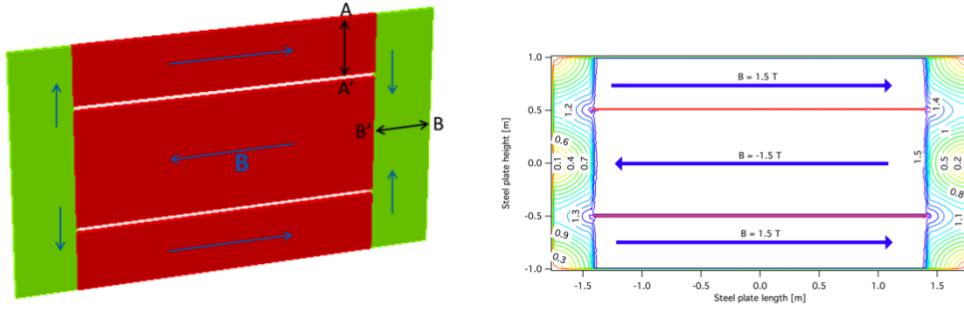 A
A'
B'
B
B
B = 1.5 T
B = -1.5 T
B = 1.5 T
1.2
1.4
1
0.6
0.1
0.4
0.7
1.5
0.5
0.2
0.8
1.3
1.1
0.9
0.3
1.0
0.5
0.0
-0.5
-1.0
Steel plate height [m]
-1.5
-1.0
-0.5
0.0
0.5
1.0
1.5
Steel plate length [m]